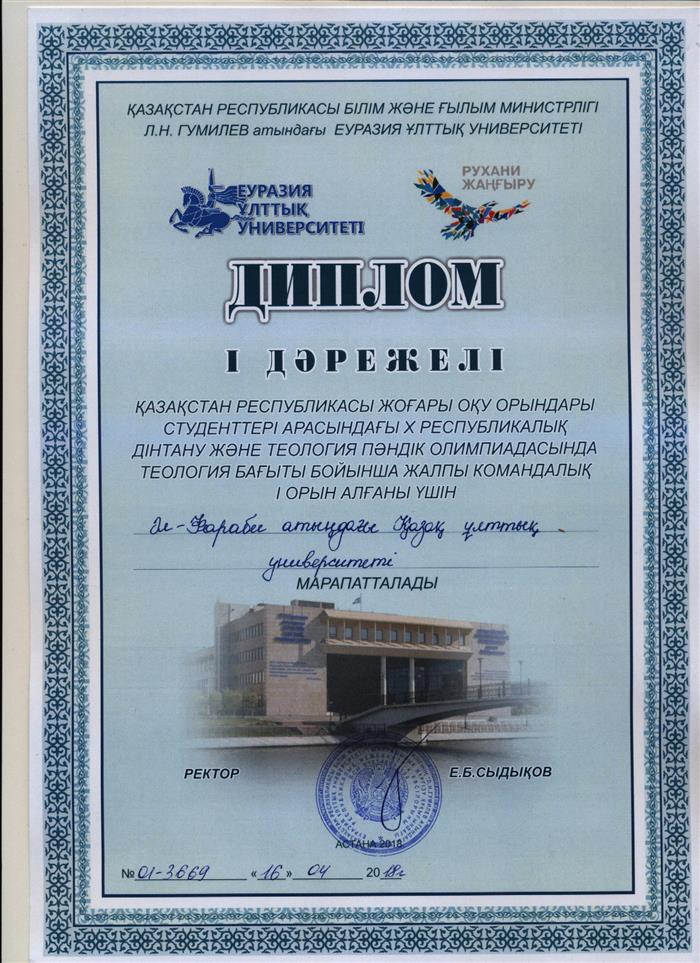 ҚАЗАҚСТАН РЕСПУБЛИКАСЫ БІЛІМ ЖӘНЕ ҒЫЛЫМ МИНИСТРЛІГІ
Л.Н. ГУМИЛЕВ атындағы ЕУРАЗИЯ ҰЛТТЫҚ УНИВЕРСИТЕТІ
ЕУРАЗИЯ
ҰЛТТЫҚ
УНИВЕРСИТЕТІ
РУХАНИ
ЖАҢҒЫРУ
ДИПЛОМ
І ДӘРЕЖЕЛІ
ҚАЗАҚСТАН РЕСПУБЛИКАСЫ ЖОҒАРЫ ОҚУ ОРЫНДАРЫ
СТУДЕНТТЕРІ АРАСЫНДАҒЫ X РЕСПУБЛИКАЛЫҚ
ДІНТАНУ ЖӘНЕ ТЕОЛОГИЯ ПӘНДІК ОЛИМПИАДАСЫНДА
ТЕОЛОГИЯ БАҒЫТЫ БОЙЫНША ЖАЛПЫ КОМАНДАЛЫҚ
І ОРЫН АЛҒАНЫ ҮШІН
Әл-Фараби атындағы Қазақ ұлттық
университеті
МАРАПАТТАЛАДЫ
РЕКТОР
Е.Б.СЫДЫҚОВ
АСТАНА 2018
№ 01-3669 «16» 04 2018г